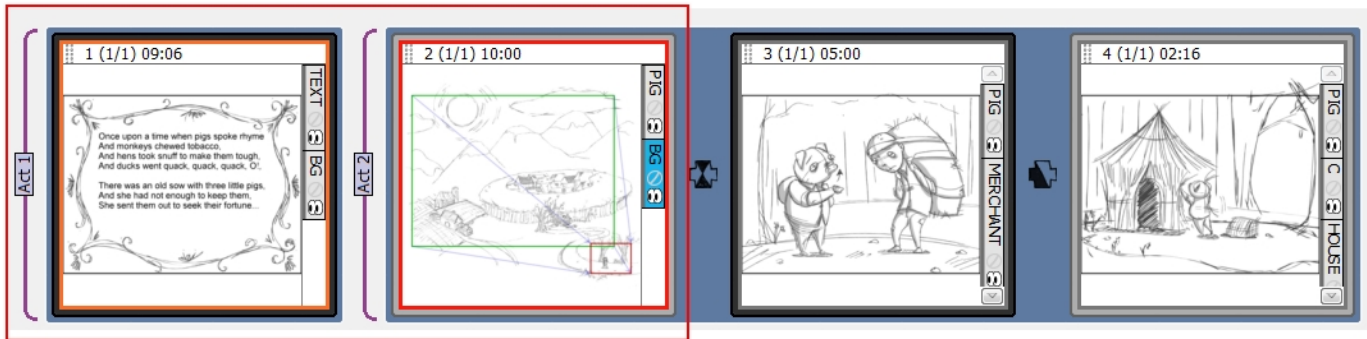 Act 1
1 (1/1) 09:06
Once upon a time when pigs spoke rhyme
And monkeys chewed tobacco,
And hens took snuff to make them tough,
And ducks went quack, quack, quack, O!,
There was an old sow with three little pigs,
And she had not enough to keep them,
She sent them out to seek their fortune...
TEXT
BG
Act 2
2 (1/1) 10:00
PIG
BG
3 (1/1) 05:00
PIG
MERCHANT
4 (1/1) 02:16
PIG
C
HOUSE